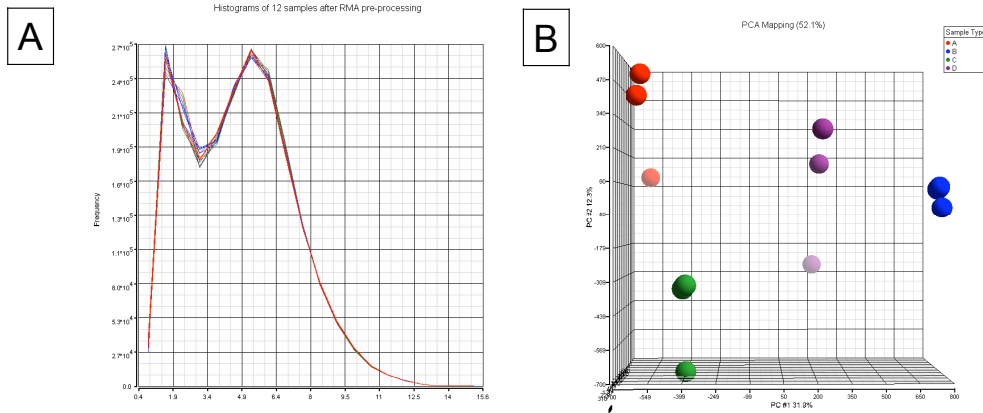 A
Histograms of 12 samples after RMA pre-processing
Frequency
2.7*10^5
2.4*10^5
2.1*10^5
1.9*10^5
1.6*10^5
1.3*10^5
1.1*10^5
8.0*10^4
5.3*10^4
2.7*10^4
0.0
0.4 1.9 3.4 4.9 6.4 8 9.5 11 12.5 14.1 15.6
B
PCA Mapping (52.1%)
Sample Type
A
B
C
D
PC #2 12.3%
600
470
340
210
80
-48
-179
-309
-439
-569
-700
-549 -399 -249 -100 50 200 350 500 650 800
PC #1 31.9%